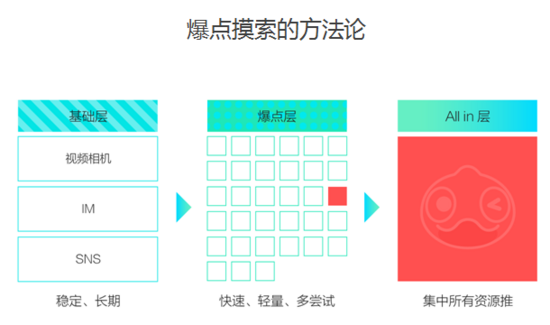 爆点摸索的方法论
基础层
视频相机
IM
SNS
稳定、长期
爆点层
快速、轻量、多尝试
All in 层
集中所有资源推